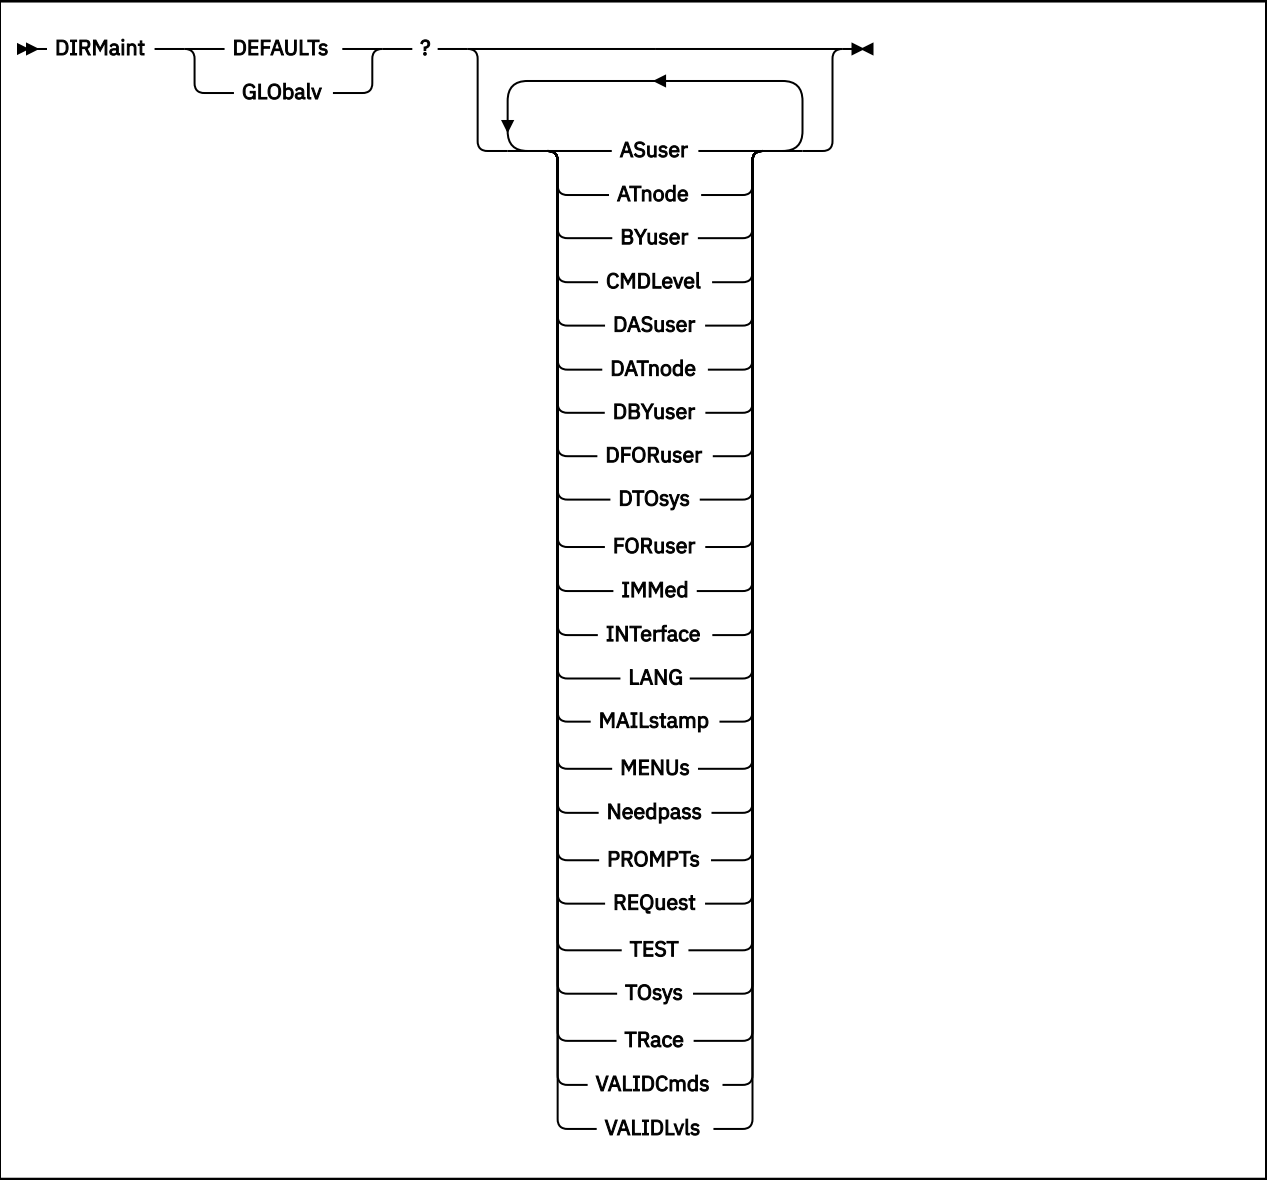 DIRMaint DEFAULTs ?
GLObalv
ASuser
ATnode
BYuser
CMDLevel
DASuser
DATnode
DBYuser
DFORuser
DTOsys
FORuser
IMMed
INTerface
LANG
MAILstamp
MENUs
Needpass
PROMPTs
REQuest
TEST
TOsys
TRace
VALIDCmds
VALIDLvls